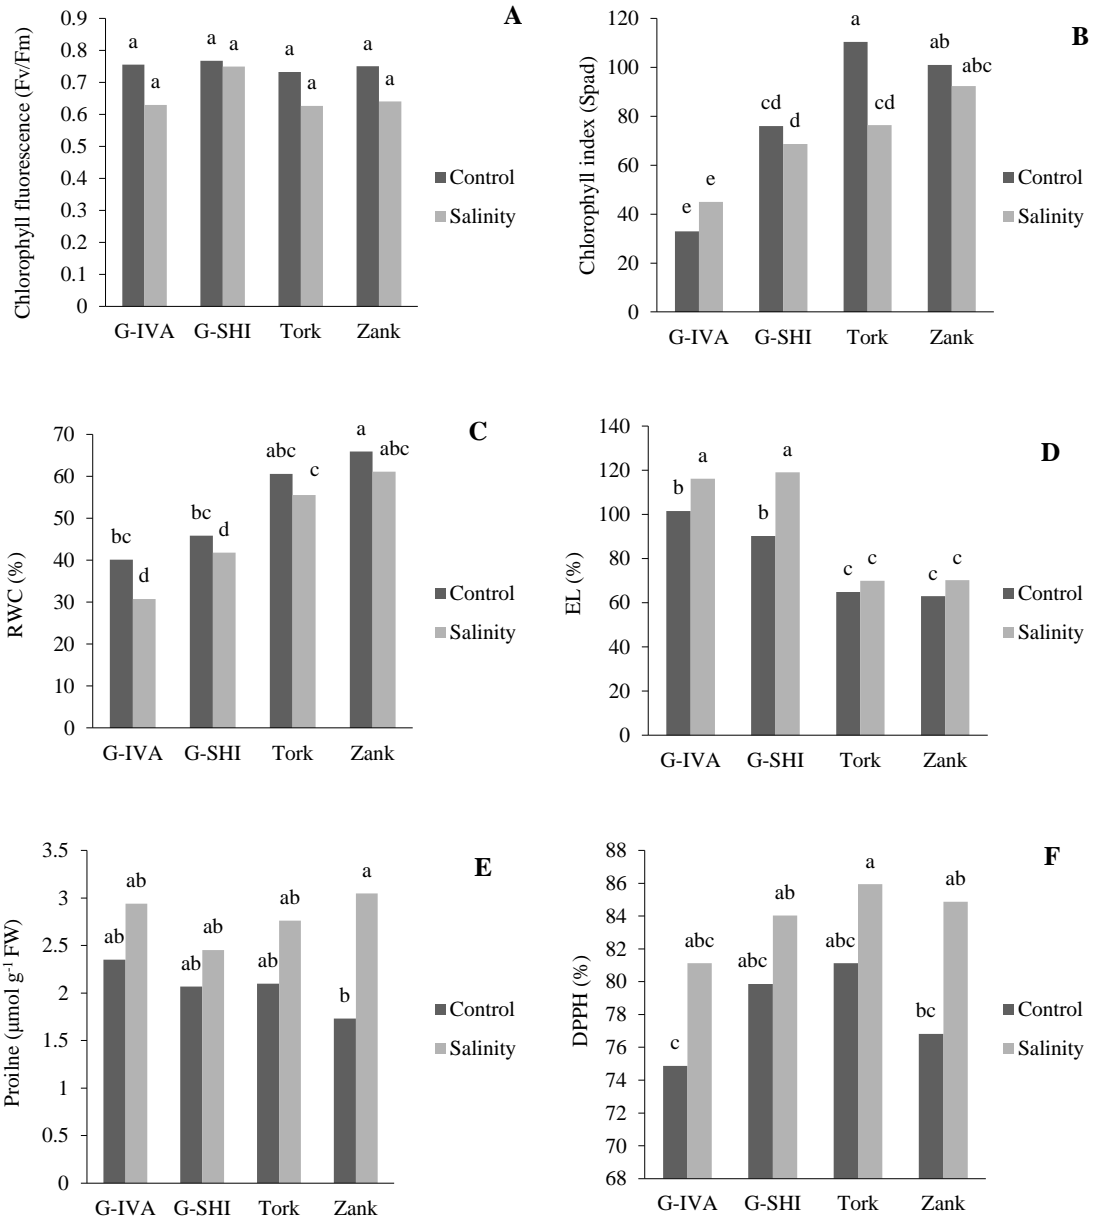 A
Chlorophyll fluorescence (Fv/Fm)
0.9
0.8
0.7
0.6
0.5
0.4
0.3
0.2
0.1
0
a a a a a a a a
G-IVA G-SHI Tork Zank
Control
Salinity
B
Chlorophyll index (Spad)
120
100
80
60
40
20
0
e e cd d a cd ab abc
G-IVA G-SHI Tork Zank
Control
Salinity
C
RWC (%)
70
60
50
40
30
20
10
0
bc d bc d abc c a abc
G-IVA G-SHI Tork Zank
Control
Salinity
D
EL (%)
140
120
100
80
60
40
20
0
b a b a c c c c
G-IVA G-SHI Tork Zank
Control
Salinity
E
Proilne (µmol g-1 FW)
3.5
3
2.5
2
1.5
1
0.5
0
ab ab ab ab ab ab b a
G-IVA G-SHI Tork Zank
Control
Salinity
F
DPPH (%)
88
86
84
82
80
78
76
74
72
70
68
c abc abc ab abc a bc ab
G-IVA G-SHI Tork Zank
Control
Salinity